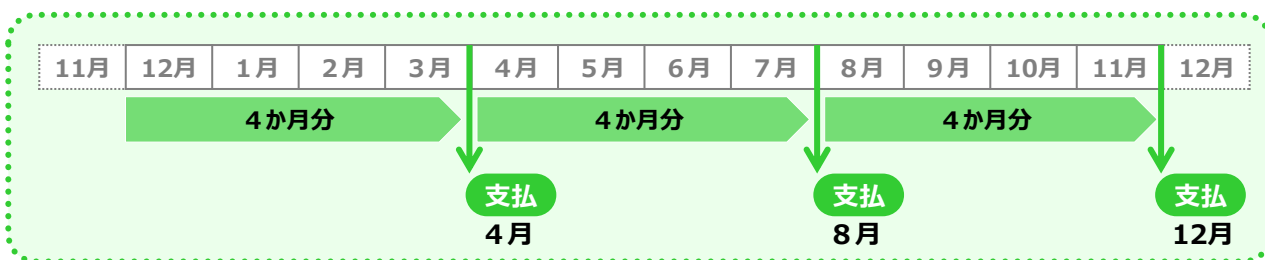 11月 12月 1月 2月 3月 4月 5月 6月 7月 8月 9月 10月 11月 12月
4か月分 4か月分 4か月分
支払 支払 支払
4月 8月 12月